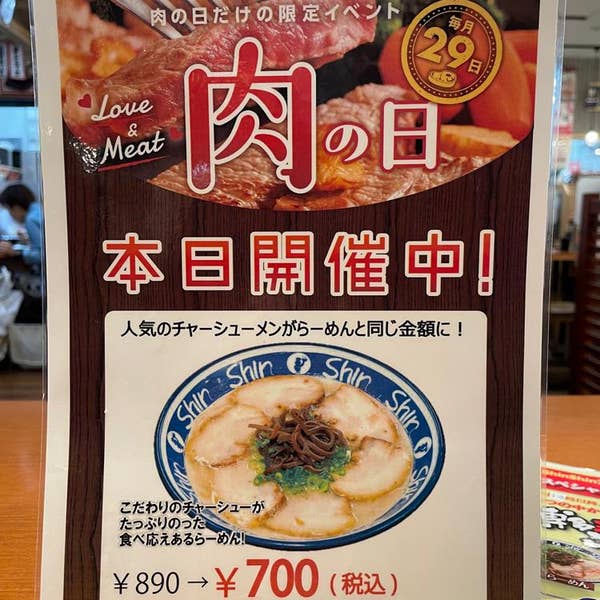 肉の日だけの限定イベント
毎月
29日
Love
&
Meat
肉の日
本日開催中!
人気のチャーシューメンがらーめんと同じ金額に!
Shin Shin Shin Shin Shin
こだわりのチャーシューが
たっぷりのった
食べ応えあるらーめん!
¥890→¥700(税込)
ShinShin